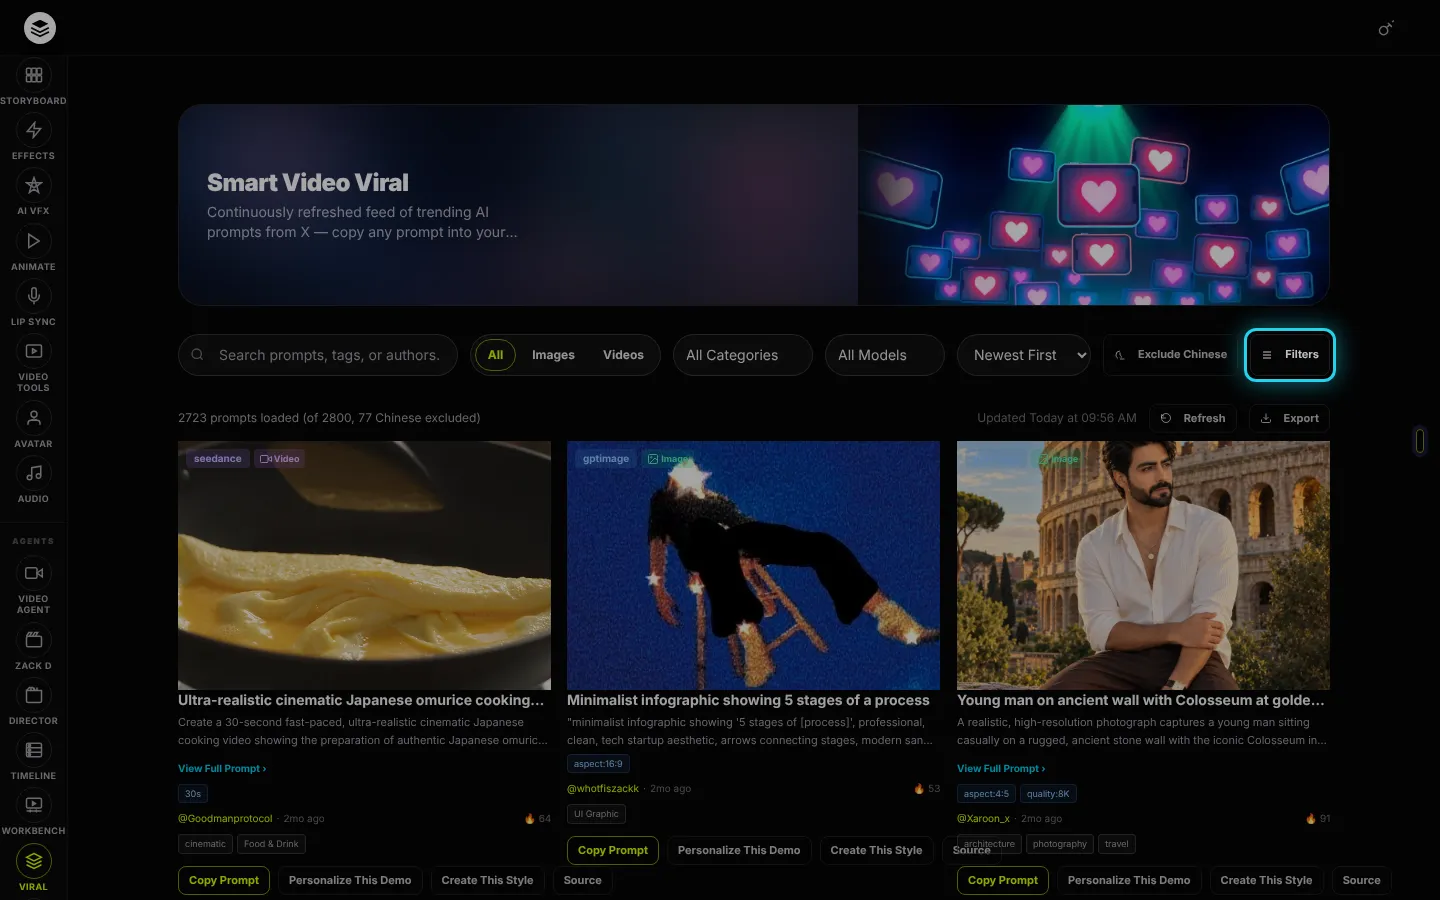 STORYBOARD
EFFECTS
AI VFX
ANIMATE
LIP SYNC
VIDEO
TOOLS
AVATAR
AUDIO
AGENTS
VIDEO
AGENT
ZACK D
DIRECTOR
TIMELINE
WORKBENCH
VIRAL
Smart Video Viral
Continuously refreshed feed of trending AI
prompts from X — copy any prompt into your…
Search prompts, tags, or authors.
All
Images
Videos
All Categories
All Models
Newest First
Exclude Chinese
Filters
2723 prompts loaded (of 2800, 77 Chinese excluded)
Updated Today at 09:56 AM
Refresh
Export
seedance
Video
Ultra-realistic cinematic Japanese omurice cooking…
Create a 30-second fast-paced, ultra-realistic cinematic Japanese
cooking video showing the preparation of authentic Japanese omuric…
View Full Prompt ›
30s
@Goodmanprotocol · 2mo ago
64
cinematic
Food & Drink
Copy Prompt
Personalize This Demo
Create This Style
Source
gptimage
Image
Minimalist infographic showing 5 stages of a process
"minimalist infographic showing '5 stages of [process]', professional,
clean, tech startup aesthetic, arrows connecting stages, modern san…
aspect:16:9
@whotfiszackk · 2mo ago
53
UI Graphic
Copy Prompt
Personalize This Demo
Create This Style
Source
Image
Young man on ancient wall with Colosseum at golde…
A realistic, high-resolution photograph captures a young man sitting
casually on a rugged, ancient stone wall with the iconic Colosseum in…
View Full Prompt ›
aspect:4:5
quality:8K
@Xaroon_x · 2mo ago
91
architecture
photography
travel
Copy Prompt
Personalize This Demo
Create This Style
Source